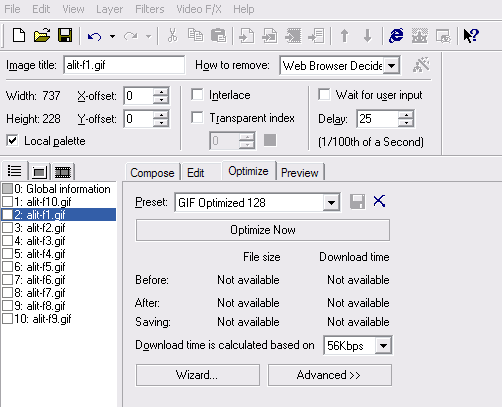 File Edit View Layer Filters Video F/X Help
Image title: alit-f1.gif How to remove: Web Browser Decide
Width: 737 X-offset: 0 Interlace Wait for user input
Height: 228 Y-offset: 0 Transparent index Delay: 25
Local palette 0 (1/100th of a Second)
Compose Edit Optimize Preview
0: Global information
1: alit-f10.gif
2: alit-f1.gif
3: alit-f2.gif
4: alit-f3.gif
5: alit-f4.gif
6: alit-f5.gif
7: alit-f6.gif
8: alit-f7.gif
9: alit-f8.gif
10: alit-f9.gif
Preset: GIF Optimized 128
Optimize Now
File size Download time
Before: Not available Not available
After: Not available Not available
Saving: Not available Not available
Download time is calculated based on 56Kbps
Wizard... Advanced >>